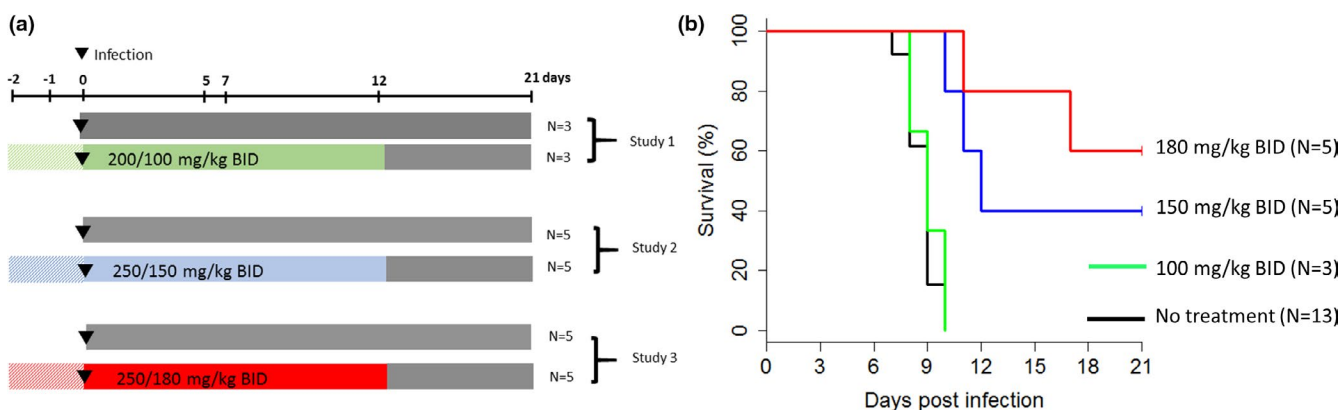 (a)
Infection
-2 -1 0 5 7 12 21 days
N=3
200/100 mg/kg BID N=3
Study 1
N=5
250/150 mg/kg BID N=5
Study 2
N=5
250/180 mg/kg BID N=5
Study 3
(b)
Survival (%)
100
80
60
40
20
0
0 3 6 9 12 15 18 21
Days post infection
180 mg/kg BID (N=5)
150 mg/kg BID (N=5)
100 mg/kg BID (N=3)
No treatment (N=13)